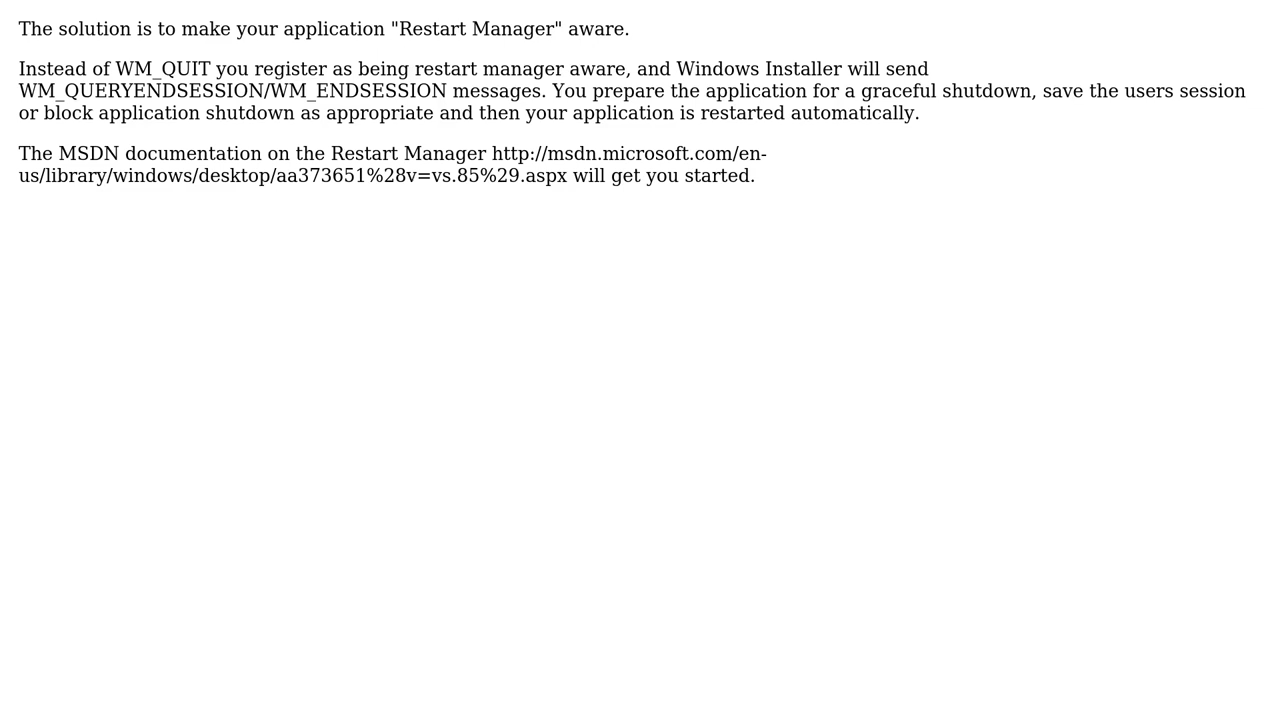 The solution is to make your application "Restart Manager" aware.
Instead of WM_QUIT you register as being restart manager aware, and Windows Installer will send
WM_QUERYENDSESSION/WM_ENDSESSION messages. You prepare the application for a graceful shutdown, save the users session
or block application shutdown as appropriate and then your application is restarted automatically.
The MSDN documentation on the Restart Manager http://msdn.microsoft.com/en-
us/library/windows/desktop/aa373651%28v=vs.85%29.aspx will get you started.